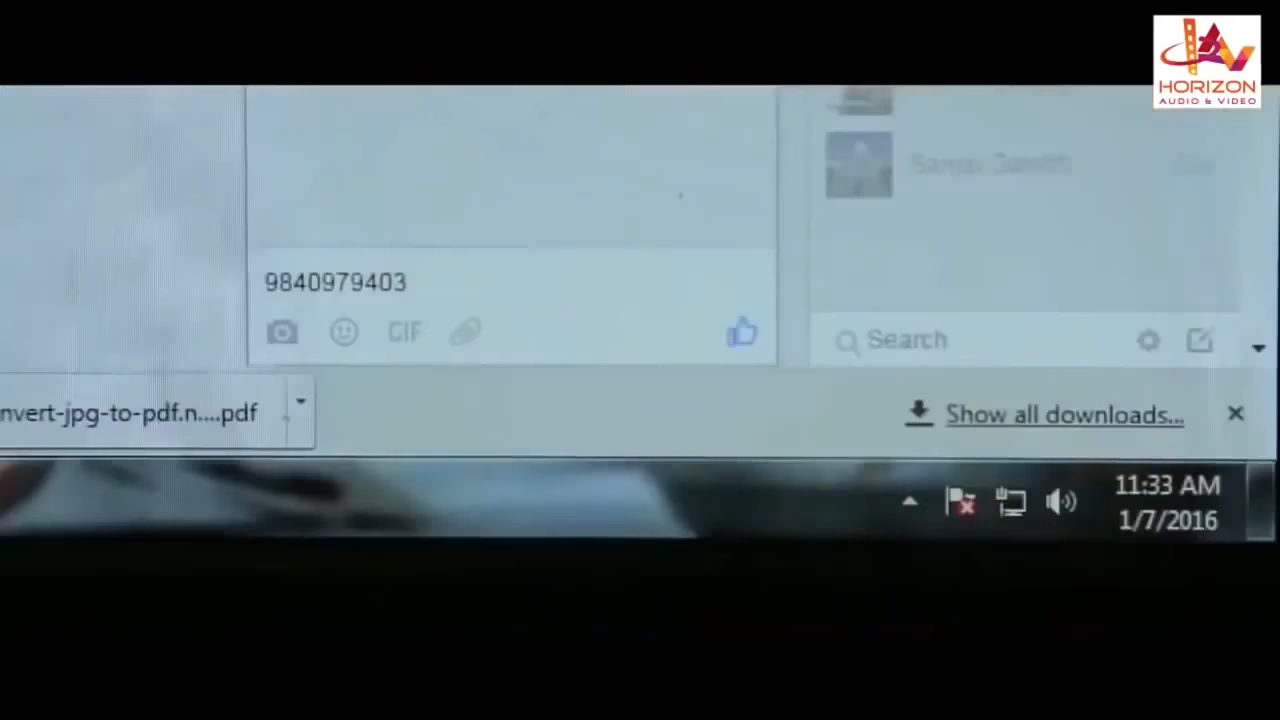 HORIZON
AUDIO & VIDEO
9840979403
GIF
Search
nvert-jpg-to-pdf.n....pdf
Show all downloads...
11:33 AM
1/7/2016